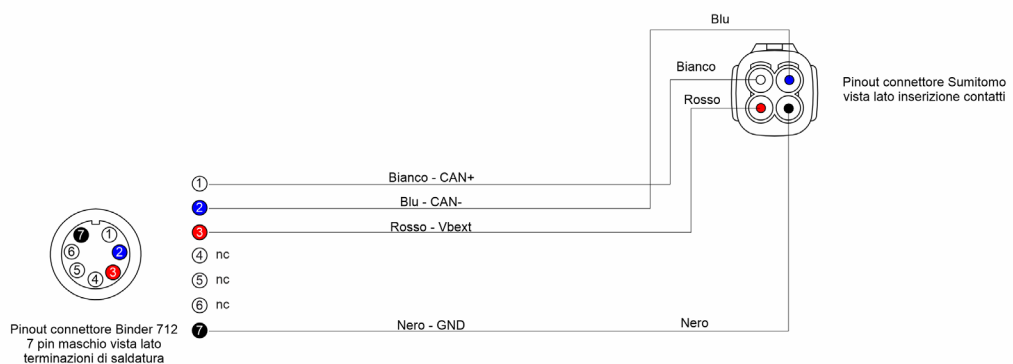 Blu
Bianco
Rosso
Pinout connettore Sumitomo
vista lato inserizione contatti
1 Bianco - CAN+
2 Blu - CAN-
3 Rosso - Vbext
4 nc
5 nc
6 nc
7 Nero - GND Nero
7 1
6 2
5 3
4
Pinout connettore Binder 712
7 pin maschio vista lato
terminazioni di saldatura